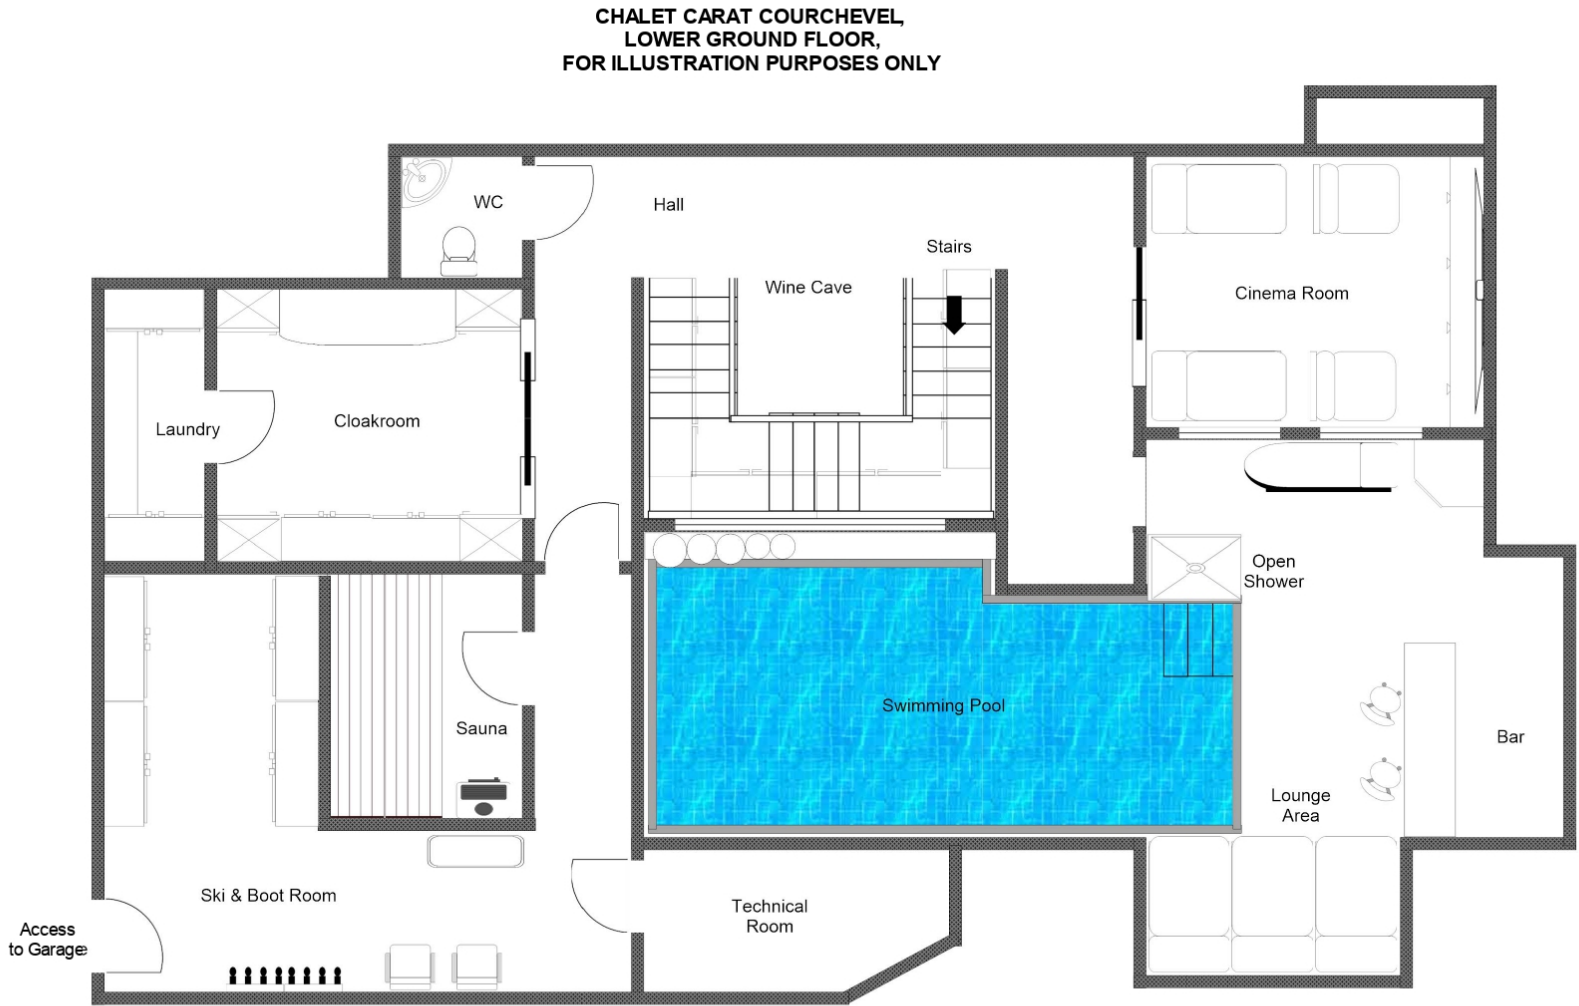 CHALET CARAT COURCHEVEL,
LOWER GROUND FLOOR,
FOR ILLUSTRATION PURPOSES ONLY
WC
Hall
Stairs
Wine Cave
Cinema Room
Laundry
Cloakroom
Open
Shower
Swimming Pool
Sauna
Bar
Lounge
Area
Ski & Boot Room
Technical
Room
Access
to Garage